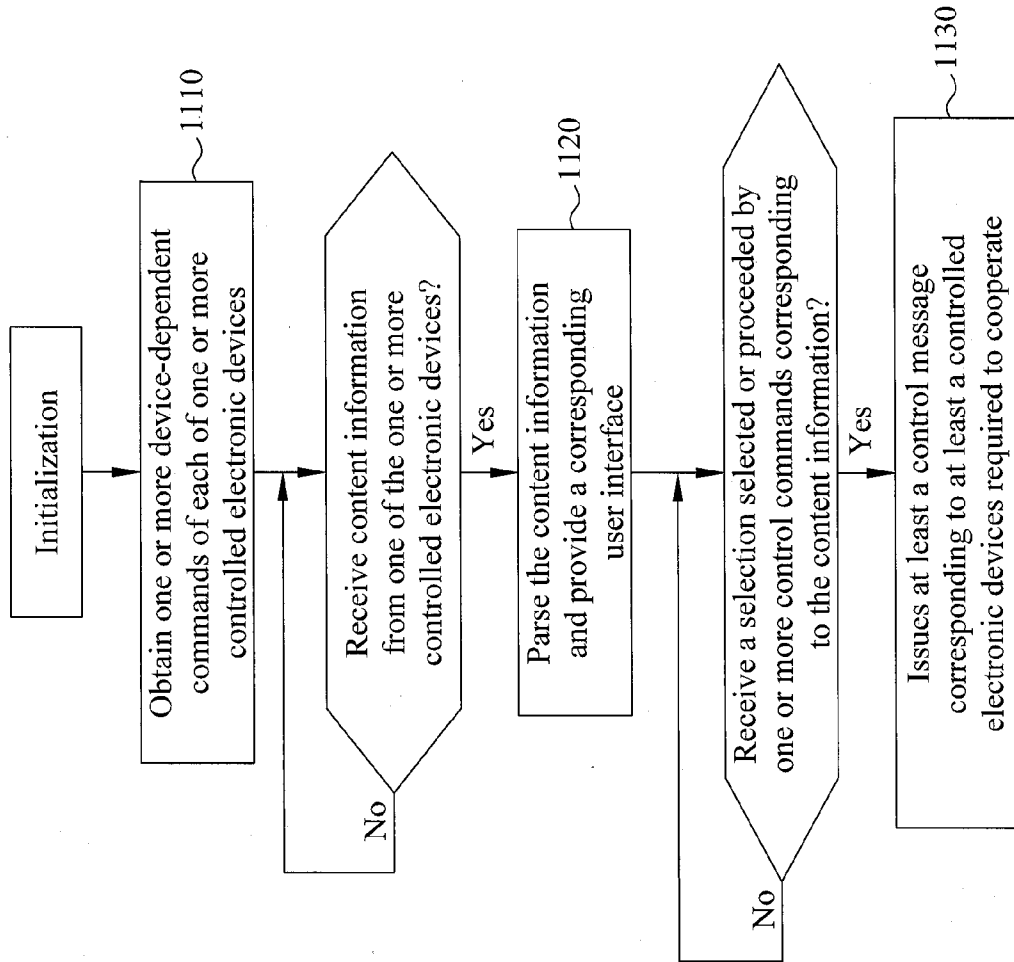 Initialization
1110
Obtain one or more device-dependent
commands of each of one or more
controlled electronic devices
Receive content information
from one of the one or more
controlled electronic devices?
No
Yes
1120
Parse the content information
and provide a corresponding
user interface
Receive a selection selected or proceeded by
one or more control commands corresponding
to the content information?
No
Yes
1130
Issues at least a control message
corresponding to at least a controlled
electronic devices required to cooperate